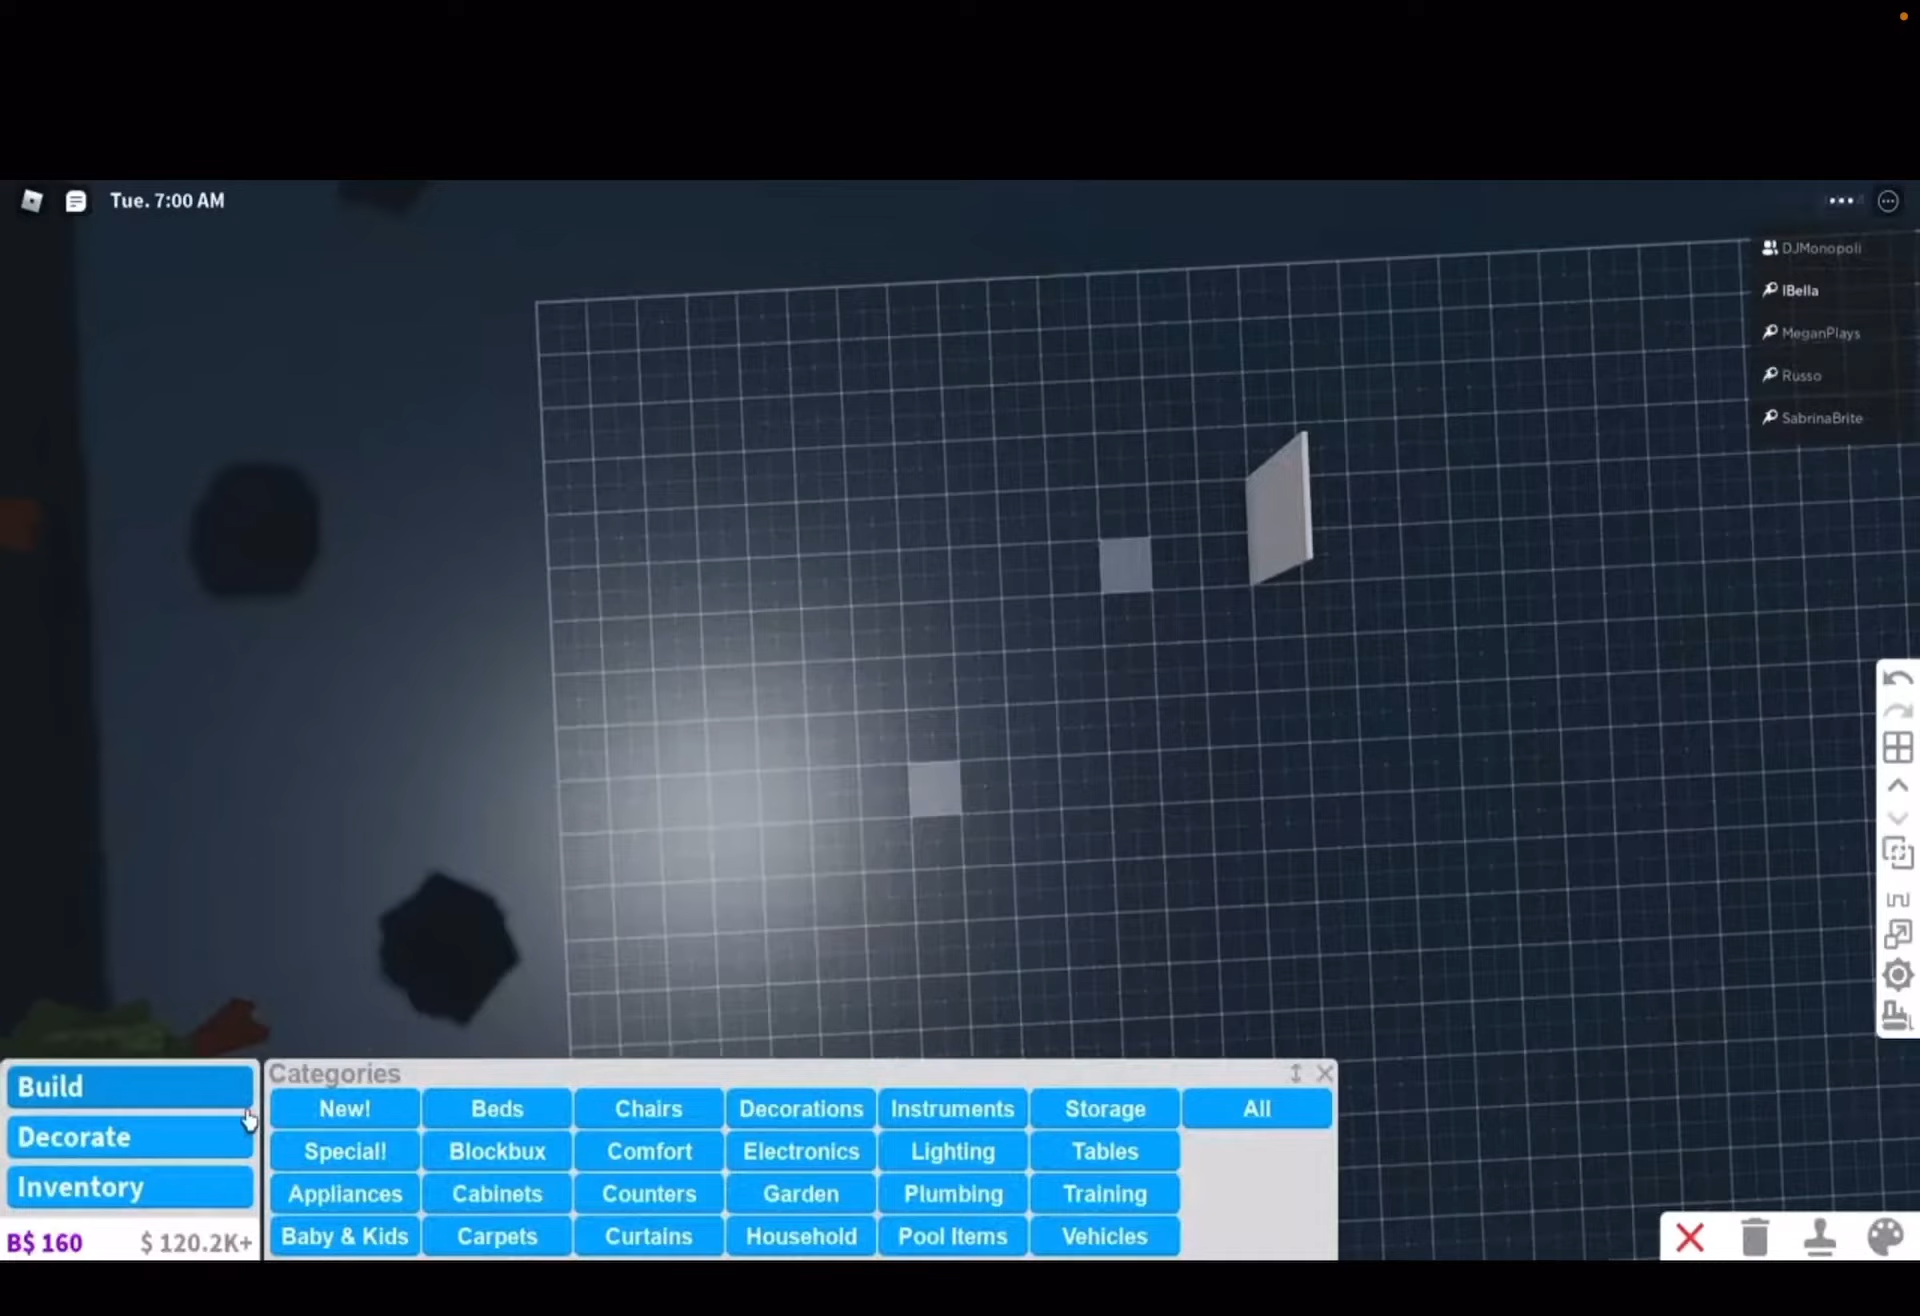 Tue. 7:00 AM
DJMonopoli
lBella
MeganPlays
Russo
SabrinaBrite
Build
Decorate
Inventory
B$ 160 $ 120.2K+
Categories
New! Beds Chairs Decorations Instruments Storage All
Special! Blockbux Comfort Electronics Lighting Tables
Appliances Cabinets Counters Garden Plumbing Training
Baby & Kids Carpets Curtains Household Pool Items Vehicles